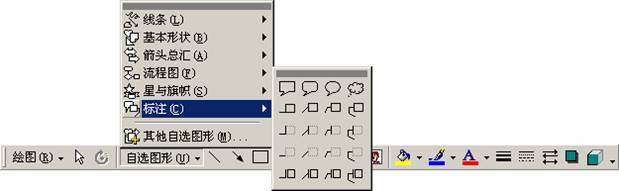 线条(L)
基本形状(B)
箭头总汇(A)
流程图(F)
星与旗帜(S)
标注(C)
其他自选图形(M)...
绘图(R) 自选图形(U) A